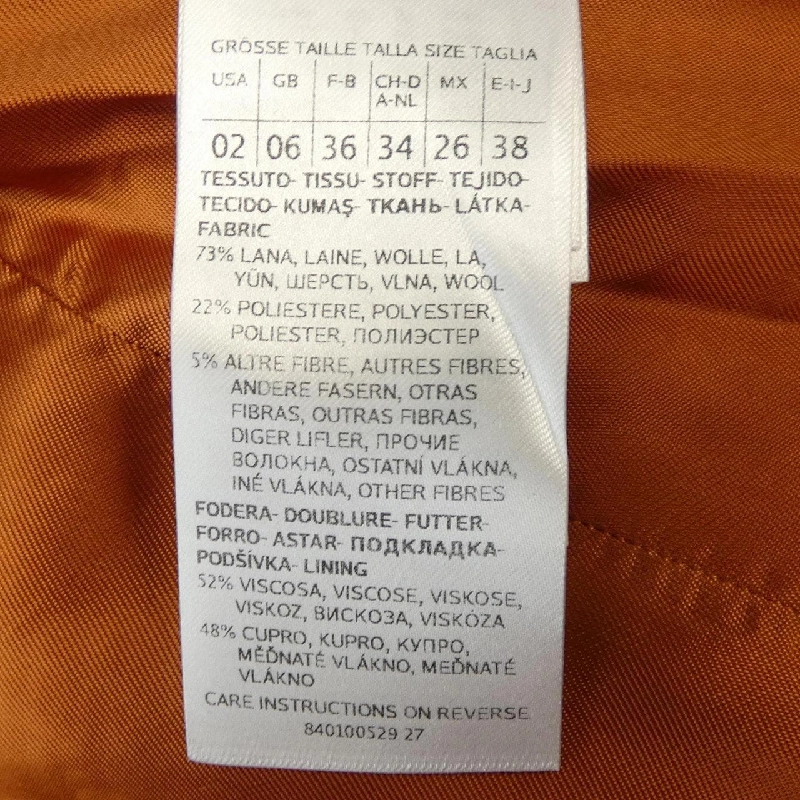 GRÖSSE TAILLE TALLA SIZE TAGLIA
USA GB F-B CH-D A-NL MX E-I-J
02 06 36 34 26 38
TESSUTO- TISSU- STOFF- TEJIDO-
TECIDO- KUMAŞ- ТКАНЬ- LÁTKA-
FABRIC
73% LANA, LAINE, WOLLE, LA,
YÜN, ШЕРСТЬ, VLNA, WOOL
22% POLIESTERE, POLYESTER,
POLIESTER, ПОЛИЭСТЕР
5% ALTRE FIBRE, AUTRES FIBRES,
ANDERE FASERN, OTRAS
FIBRAS, OUTRAS FIBRAS,
DIGER LIFLER, ПРОЧИЕ
ВОЛОКНА, OSTATNÍ VLÁKNA,
INÉ VLÁKNA, OTHER FIBRES
FODERA- DOUBLURE- FUTTER-
FORRO- ASTAR- ПОДКЛАДКА-
PODŠÍVKA- LINING
52% VISCOSA, VISCOSE, VISKOSE,
VISKOZ, ВИСКОЗА, VISKÓZA
48% CUPRO, KUPRO, КУПРО,
MĚĎNATÉ VLÁKNO, MEĎNATÉ
VLÁKNO
CARE INSTRUCTIONS ON REVERSE
840100529 27